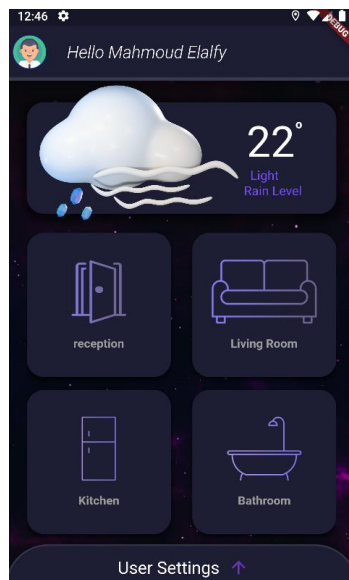 12:46
DEBUG
Hello Mahmoud Elalfy
22°
Light
Rain Level
reception
Living Room
Kitchen
Bathroom
User Settings